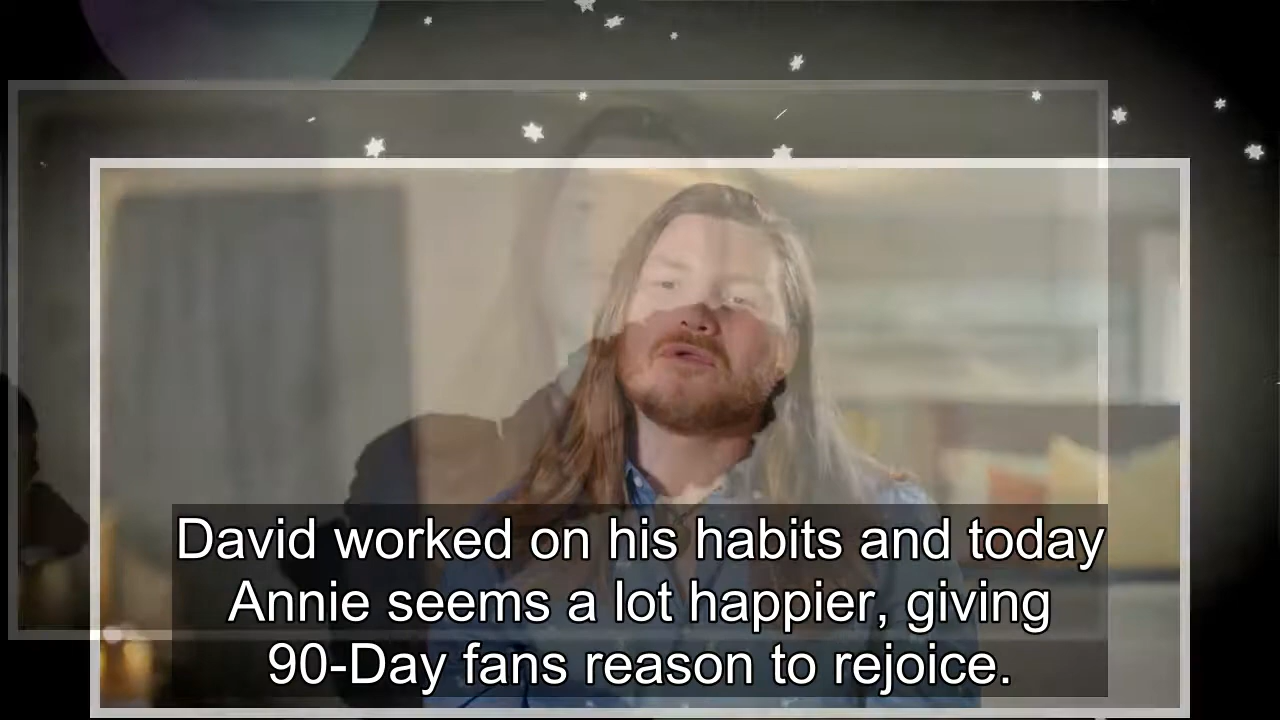 David worked on his habits and today
Annie seems a lot happier, giving
90-Day fans reason to rejoice.